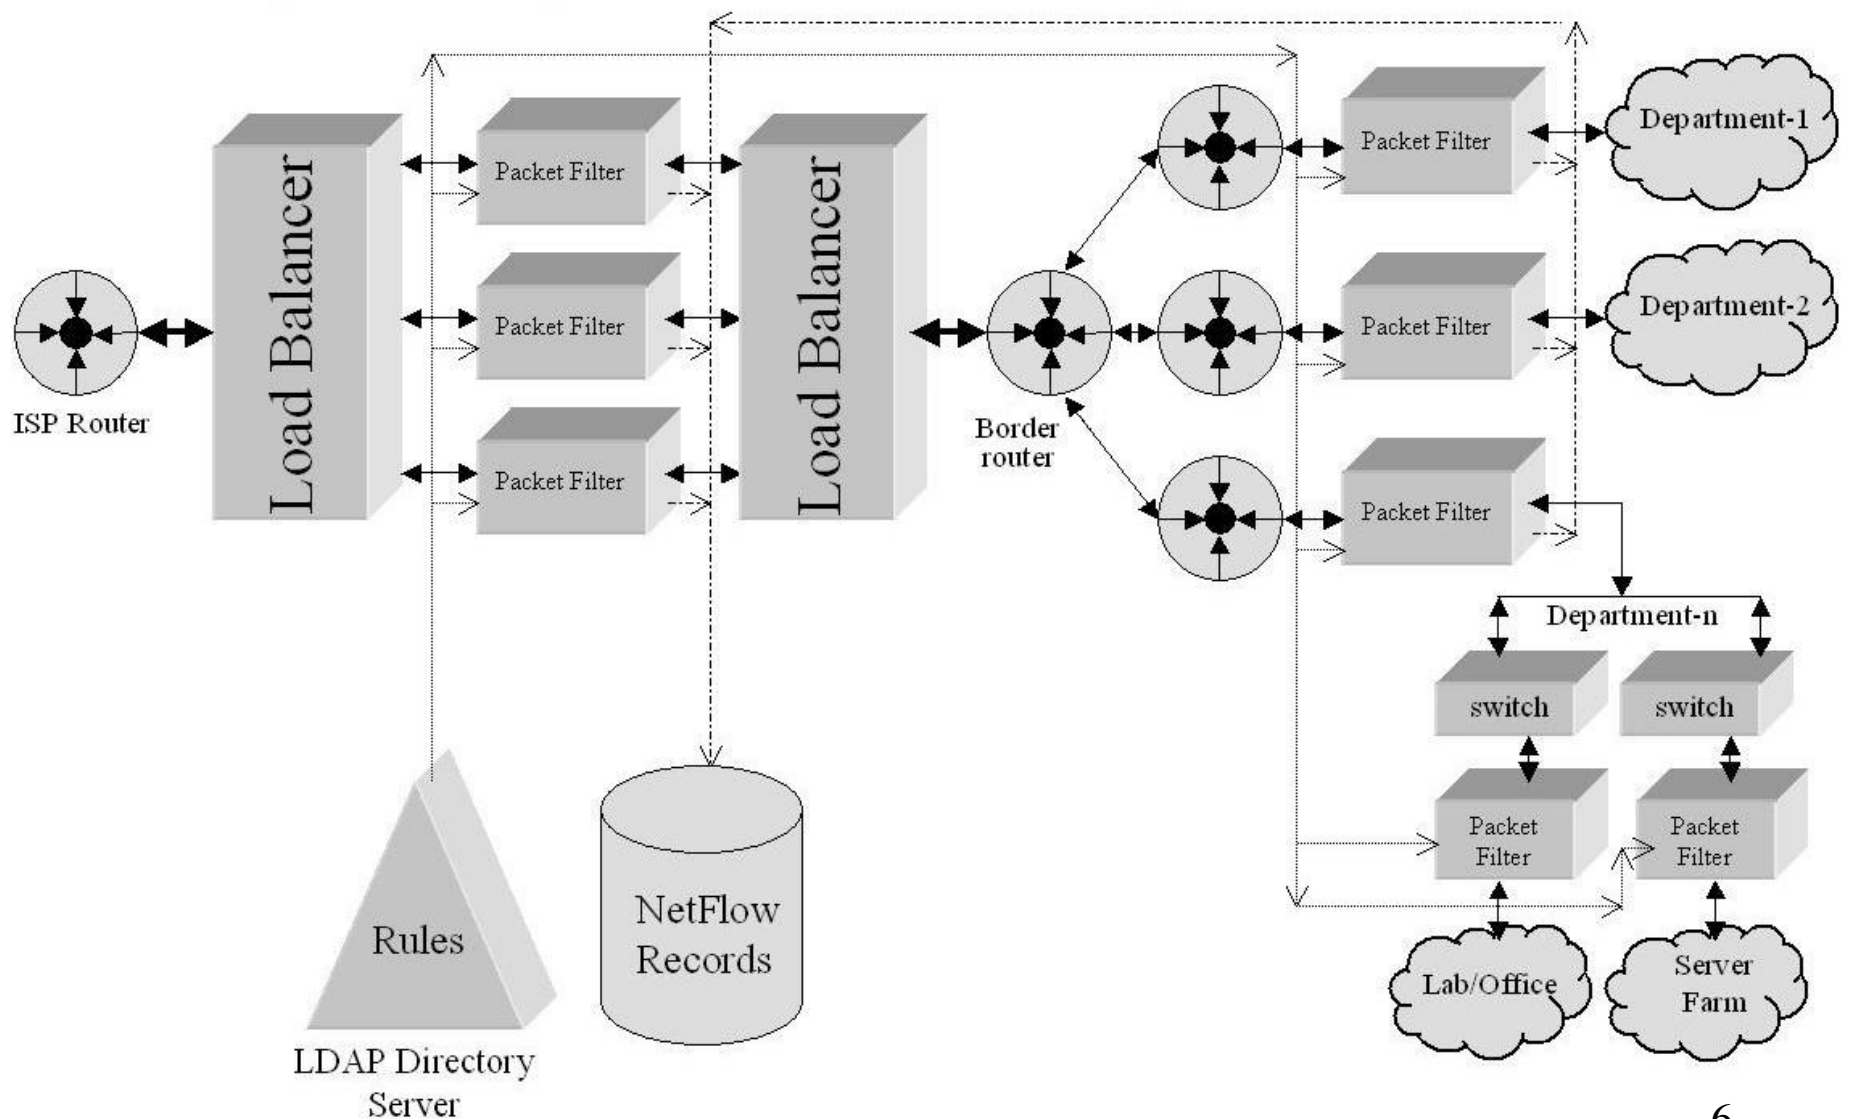 Load Balancer
Packet Filter
Packet Filter
Packet Filter
Load Balancer
ISP Router
Border
router
Packet Filter
Packet Filter
Packet Filter
Department-1
Department-2
Department-n
switch
switch
Packet
Filter
Packet
Filter
Lab/Office
Server
Farm
Rules
LDAP Directory
Server
NetFlow
Records
6